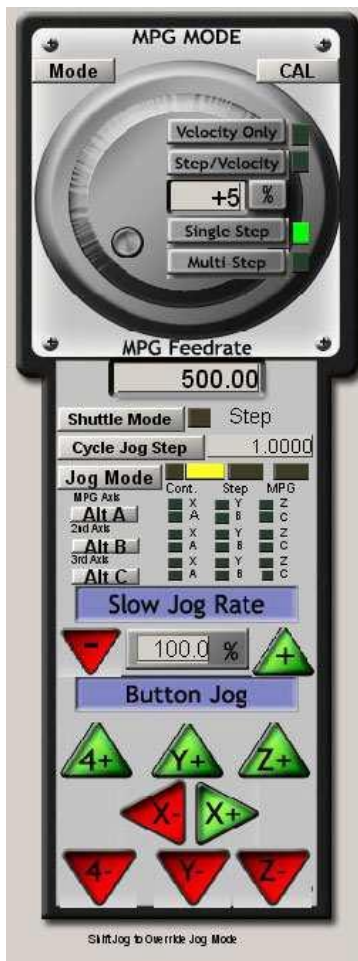 MPG MODE
Mode CAL
Velocity Only
Step/Velocity
+5 %
Single Step
Multi-Step
MPG Feedrate
500.00
Shuttle Mode Step
Cycle Jog Step 1.0000
Jog Mode
Cont. Step MPG
MPG Axis X Y Z
Alt A A B C
2nd Axis X Y Z
Alt B A B C
3rd Axis X Y Z
Alt C A B C
Slow Jog Rate
- 100.0 % +
Button Jog
4+ Y+ Z+
X- X+
4- Y- Z-
Shift Jog to Override Jog Mode